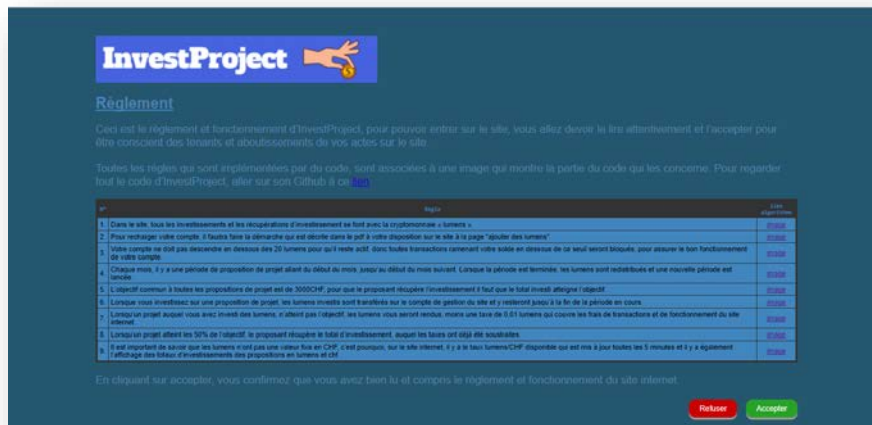 InvestProject
Règlement
Ceci est le règlement et fonctionnement d'InvestProject, pour pouvoir entrer sur le site, vous allez devoir le lire attentivement et l'accepter pour
être conscient des tenants et aboutissements de vos actes sur le site.
Toutes les règles qui sont implémentées par du code, sont associées à une image qui montre la partie du code qui les concerne. Pour regarder
tout le code d'InvestProject, aller sur son Github à ce lien
N° Règle Lien
algorithme
1. Dans le site, tous les investissements et les récupérations d'investissement se font avec la cryptomonnaie « lumens ». image
2. Pour recharger votre compte, il faudra faire la démarche qui est décrite dans le pdf à votre disposition sur le site à la page "ajouter des lumens". image
3. Votre compte ne doit pas descendre en dessous des 20 lumens pour qu'il reste actif, donc toutes transactions ramenant votre solde en dessous de ce seuil seront bloqués, pour assurer le bon fonctionnement
de votre compte. image
4. Chaque mois, il y a une période de proposition de projet allant du début du mois, jusqu'au début du mois suivant. Lorsque la période est terminée, les lumens sont redistribués et une nouvelle période est
lancée. image
5. L'objectif commun à toutes les propositions de projet est de 3000CHF, pour que le proposant récupère l'investissement il faut que le total investi atteigne l'objectif. image
6. Lorsque vous investissez sur une proposition de projet, les lumens investis sont transférés sur le compte de gestion du site et y resteront jusqu'à la fin de la période en cours. image
7. Lorsqu'un projet auquel vous avez investi des lumens, n'atteint pas l'objectif, les lumens vous seront rendus, moins une taxe de 0.01 lumens qui couvre les frais de transactions et de fonctionnement du site
internet. image
8. Lorsqu'un projet atteint les 50% de l'objectif, le proposant récupère le total d'investissement, auquel les taxes ont déjà été soustraites. image
9. Il est important de savoir que les lumens n'ont pas une valeur fixe en CHF, c'est pourquoi, sur le site internet, il y a le taux lumens/CHF disponible qui est mis à jour toutes les 5 minutes et il y a également
l'affichage des totaux d'investissements des propositions en lumens et chf. image
En cliquant sur accepter, vous confirmez que vous avez bien lu et compris le règlement et fonctionnement du site internet
Refuser Accepter